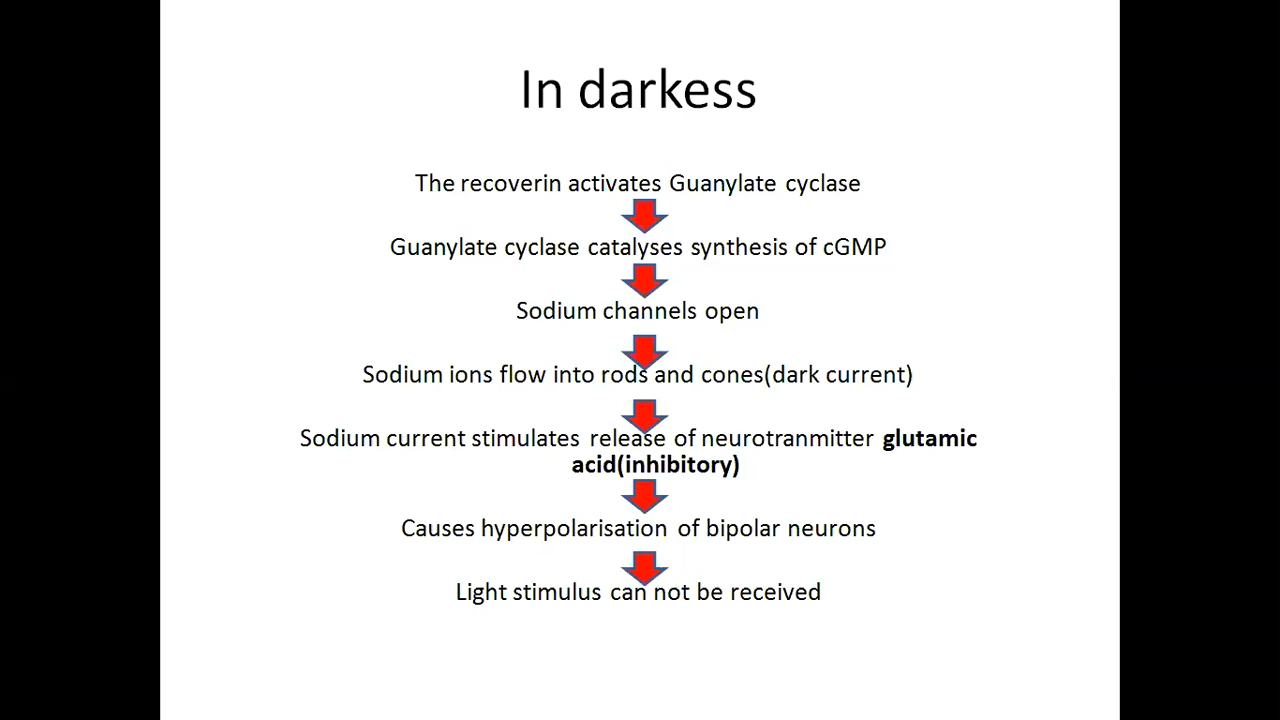 In darkess
The recoverin activates Guanylate cyclase
Guanylate cyclase catalyses synthesis of cGMP
Sodium channels open
Sodium ions flow into rods and cones(dark current)
Sodium current stimulates release of neurotranmitter glutamic
acid(inhibitory)
Causes hyperpolarisation of bipolar neurons
Light stimulus can not be received